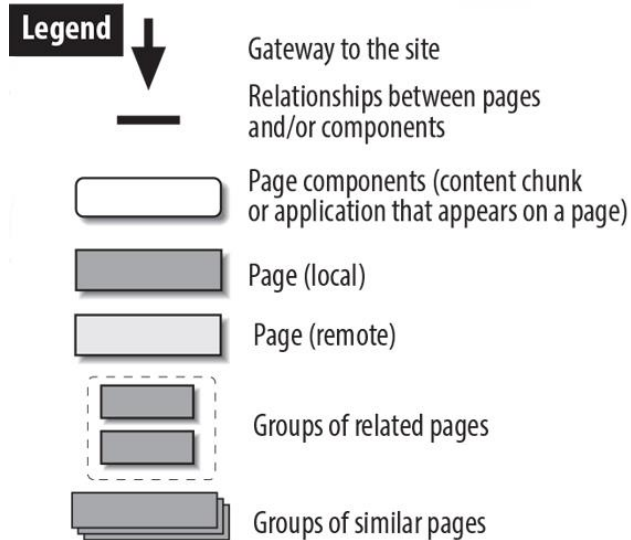 Legend
Gateway to the site
Relationships between pages
and/or components
Page components (content chunk
or application that appears on a page)
Page (local)
Page (remote)
Groups of related pages
Groups of similar pages